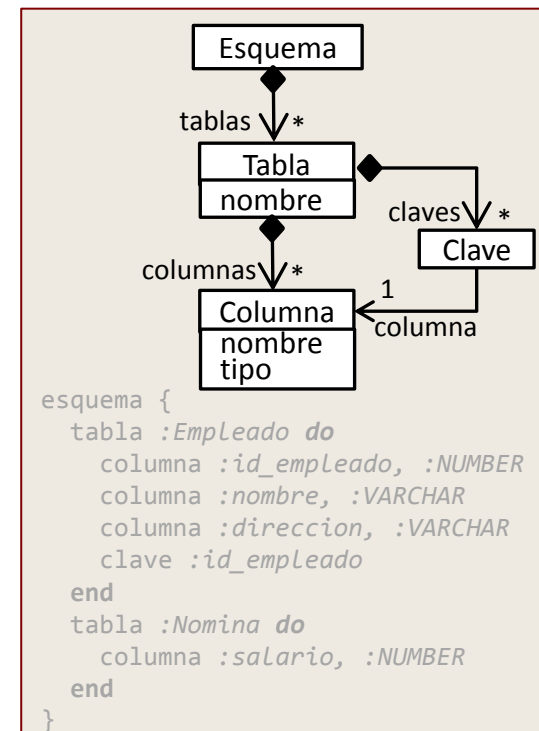 Esquema
tablas *
Tabla
nombre
claves *
Clave
columnas *
1
columna
Columna
nombre
tipo
esquema {
  tabla :Empleado do
    columna :id_empleado, :NUMBER
    columna :nombre, :VARCHAR
    columna :direccion, :VARCHAR
    clave :id_empleado
  end
  tabla :Nomina do
    columna :salario, :NUMBER
  end
}